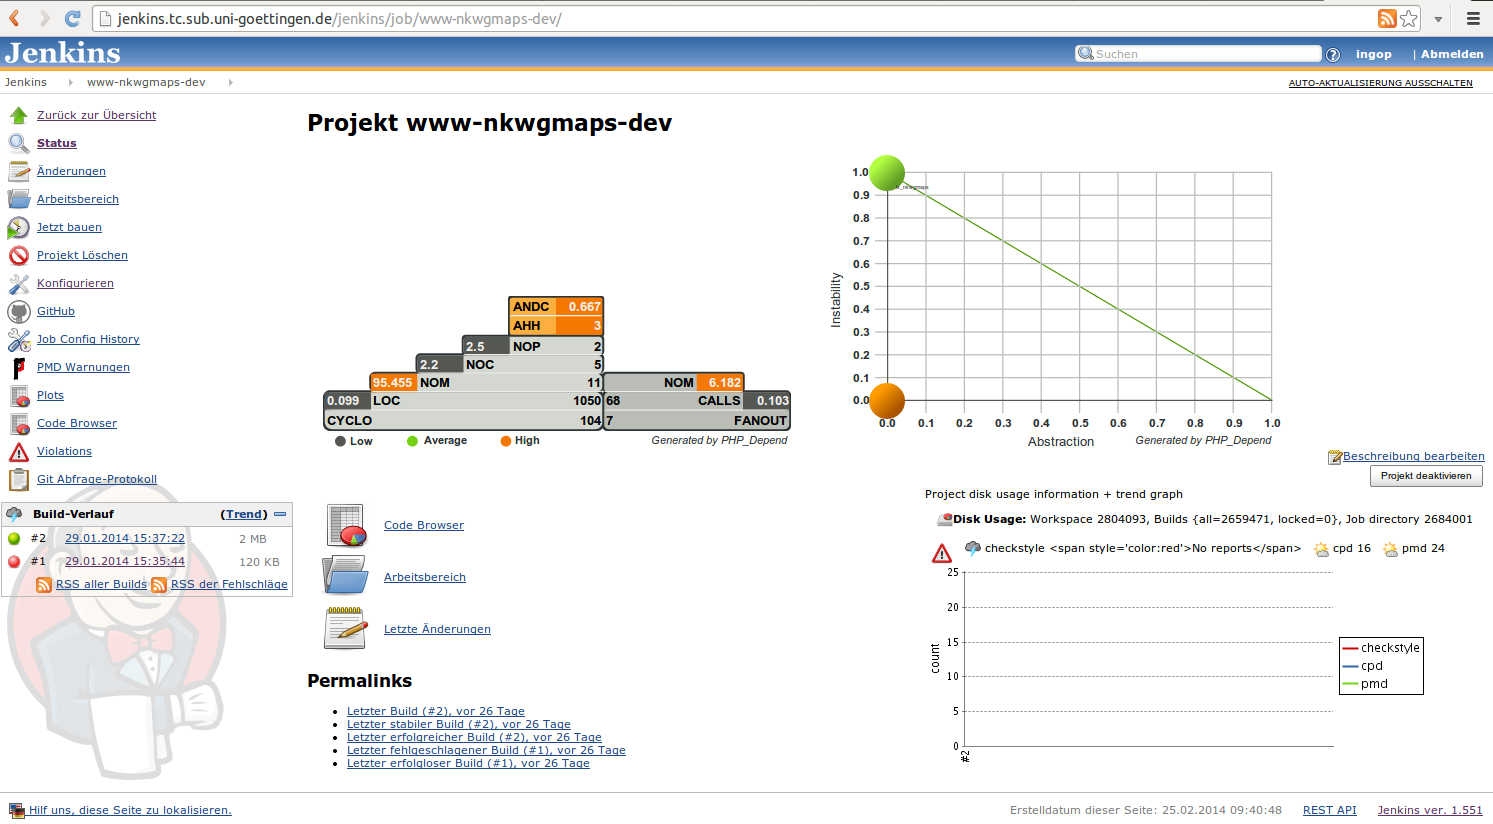 jenkins.tc.sub.uni-goettingen.de/jenkins/job/www-nkwgmaps-dev/
Jenkins
Suchen
ingop
| Abmelden
Jenkins
www-nkwgmaps-dev
AUTO-AKTUALISIERUNG AUSSCHALTEN
Zurück zur Übersicht
Status
Änderungen
Arbeitsbereich
Jetzt bauen
Projekt Löschen
Konfigurieren
GitHub
Job Config History
PMD Warnungen
Plots
Code Browser
Violations
Git Abfrage-Protokoll
Build-Verlauf (Trend)
#2 29.01.2014 15:37:22 2 MB
#1 29.01.2014 15:35:44 120 KB
RSS aller Builds RSS der Fehlschläge
Projekt www-nkwgmaps-dev
ANDC 0.667
AHH 3
2.5 NOP 2
2.2 NOC 5
95.455 NOM 11 NOM 6.182
0.099 LOC 1050 68 CALLS 0.103
CYCLO 104 7 FANOUT
Low Average High Generated by PHP_Depend
Instability
1.0
0.9
0.8
0.7
0.6
0.5
0.4
0.3
0.2
0.1
0.0
0.0 0.1 0.2 0.3 0.4 0.5 0.6 0.7 0.8 0.9 1.0
Abstraction Generated by PHP_Depend
Beschreibung bearbeiten
Projekt deaktivieren
Code Browser
Arbeitsbereich
Letzte Änderungen
Project disk usage information + trend graph
Disk Usage: Workspace 2804093, Builds {all=2659471, locked=0}, Job directory 2684001
checkstyle <span style='color:red'>No reports</span> cpd 16 pmd 24
count
25
20
15
10
5
0
#2
checkstyle
cpd
pmd
Permalinks
Letzter Build (#2), vor 26 Tage
Letzter stabiler Build (#2), vor 26 Tage
Letzter erfolgreicher Build (#2), vor 26 Tage
Letzter fehlgeschlagener Build (#1), vor 26 Tage
Letzter erfolgloser Build (#1), vor 26 Tage
Hilf uns, diese Seite zu lokalisieren.
Erstelldatum dieser Seite: 25.02.2014 09:40:48
REST API
Jenkins ver. 1.551